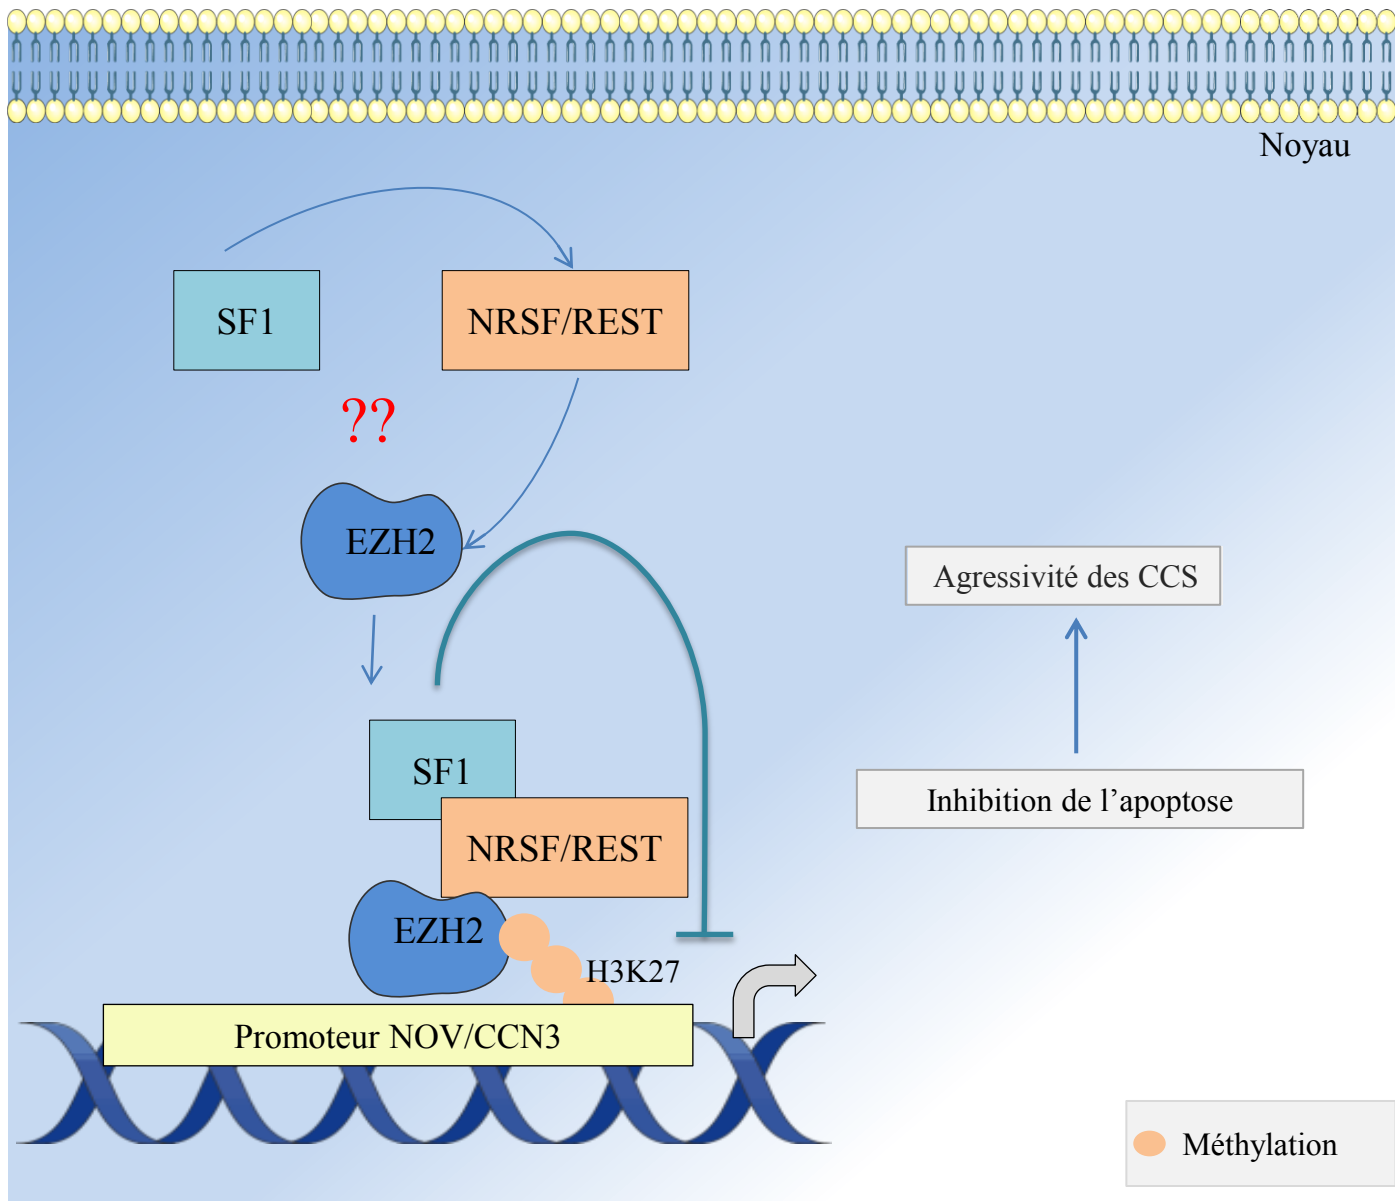 Noyau
SF1
NRSF/REST
??
EZH2
Agressivité des CCS
SF1
Inhibition de l’apoptose
NRSF/REST
EZH2
H3K27
Promoteur NOV/CCN3
Méthylation